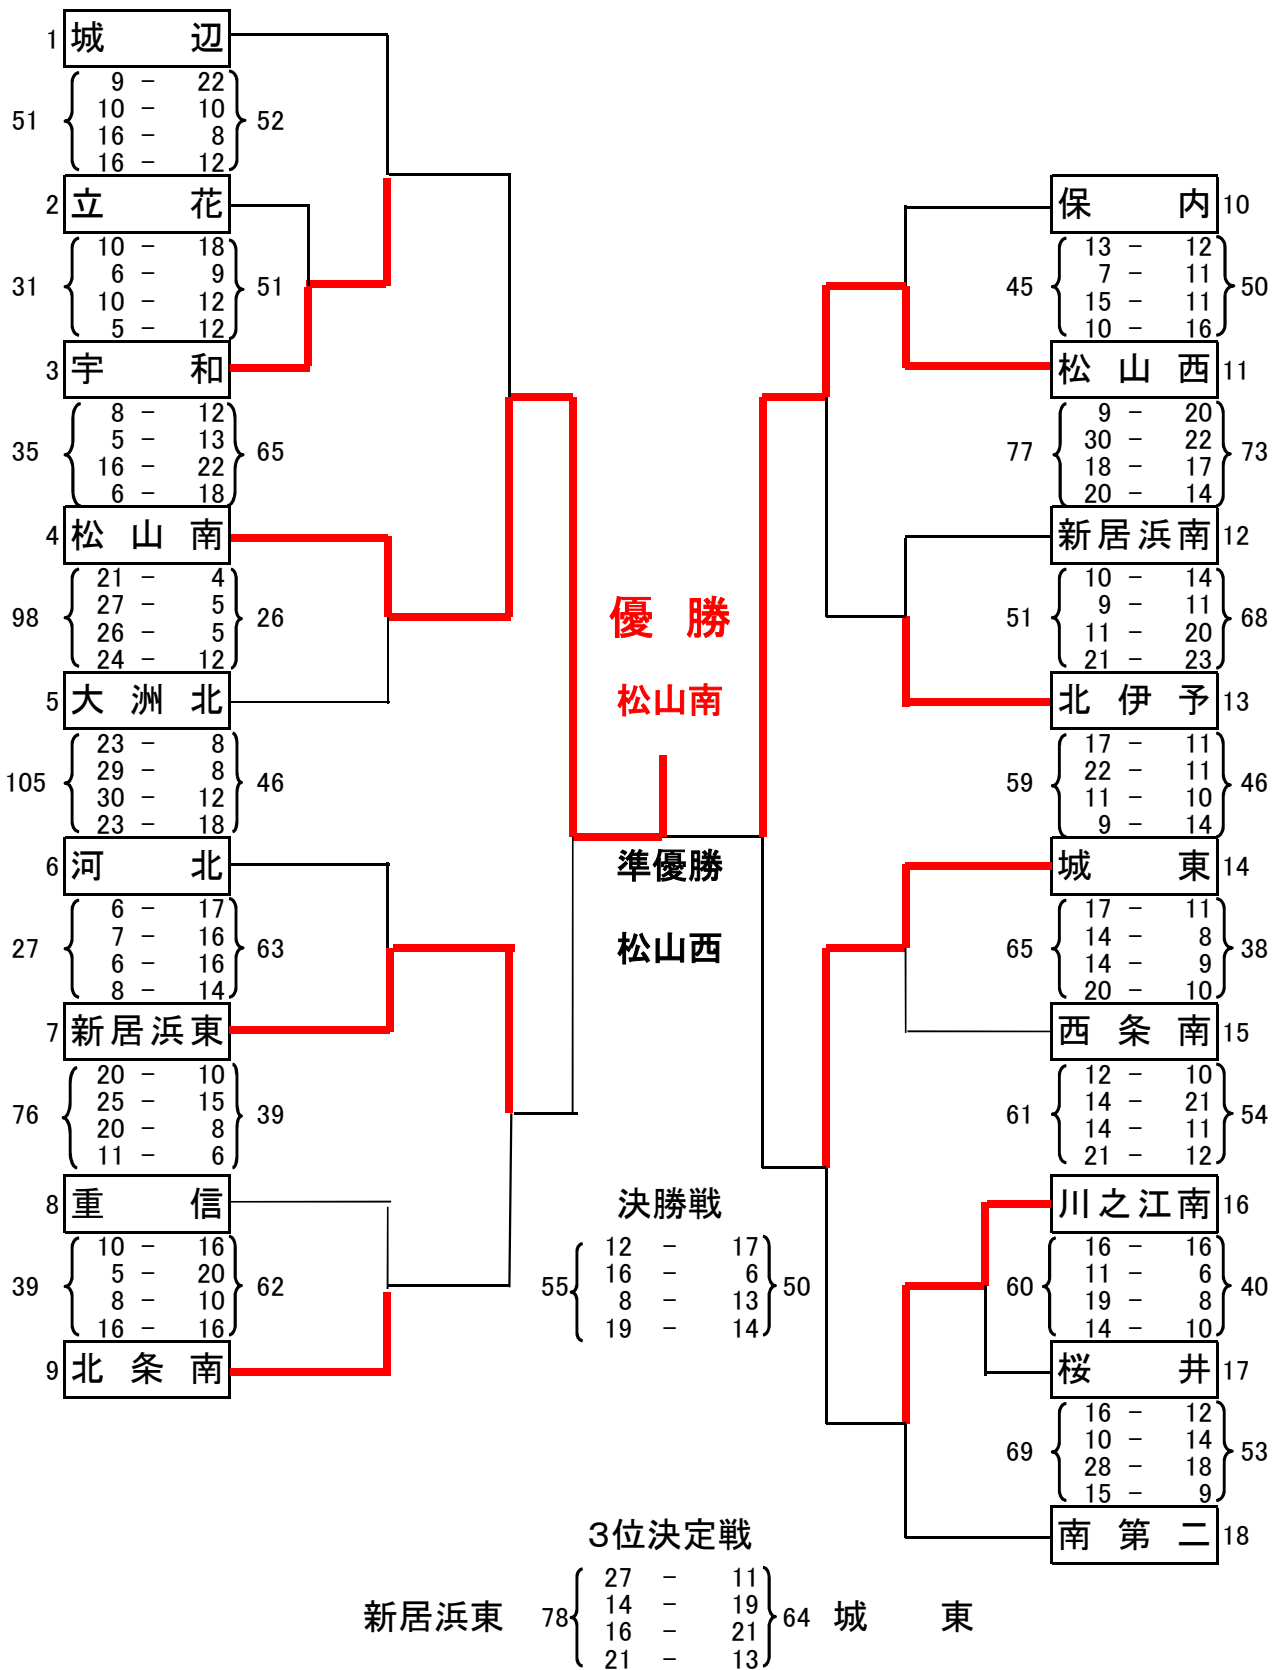 1 城 辺
9 - 22
10 - 10
51 52
16 - 8
16 - 12
2 立 花
10 - 18
6 - 9
31 51
10 - 12
5 - 12
3 宇 和
8 - 12
5 - 13
35 65
16 - 22
6 - 18
4 松 山 南
21 - 4
27 - 5
98 26
26 - 5
24 - 12
5 大 洲 北
23 - 8
29 - 8
105 46
30 - 12
23 - 18
6 河 北
6 - 17
7 - 16
27 63
6 - 16
8 - 14
7 新居浜東
20 - 10
25 - 15
76 39
20 - 8
11 - 6
8 重 信
10 - 16
5 - 20
39 62
8 - 10
16 - 16
9 北 条 南
優 勝
松山南
準優勝
松山西
決勝戦
12 - 17
16 - 6
55 50
8 - 13
19 - 14
保 内 10
13 - 12
7 - 11
45 50
15 - 11
10 - 16
松 山 西 11
9 - 20
30 - 22
77 73
18 - 17
20 - 14
新居浜南 12
10 - 14
9 - 11
51 68
11 - 20
21 - 23
北 伊 予 13
17 - 11
22 - 11
59 46
11 - 10
9 - 14
城 東 14
17 - 11
14 - 8
65 38
14 - 9
20 - 10
西 条 南 15
12 - 10
14 - 21
61 54
14 - 11
21 - 12
川之江南 16
16 - 16
11 - 6
60 40
19 - 8
14 - 10
桜 井 17
16 - 12
10 - 14
69 53
28 - 18
15 - 9
南 第 二 18
3位決定戦
27 - 11
14 - 19
新居浜東 78 64 城 東
16 - 21
21 - 13